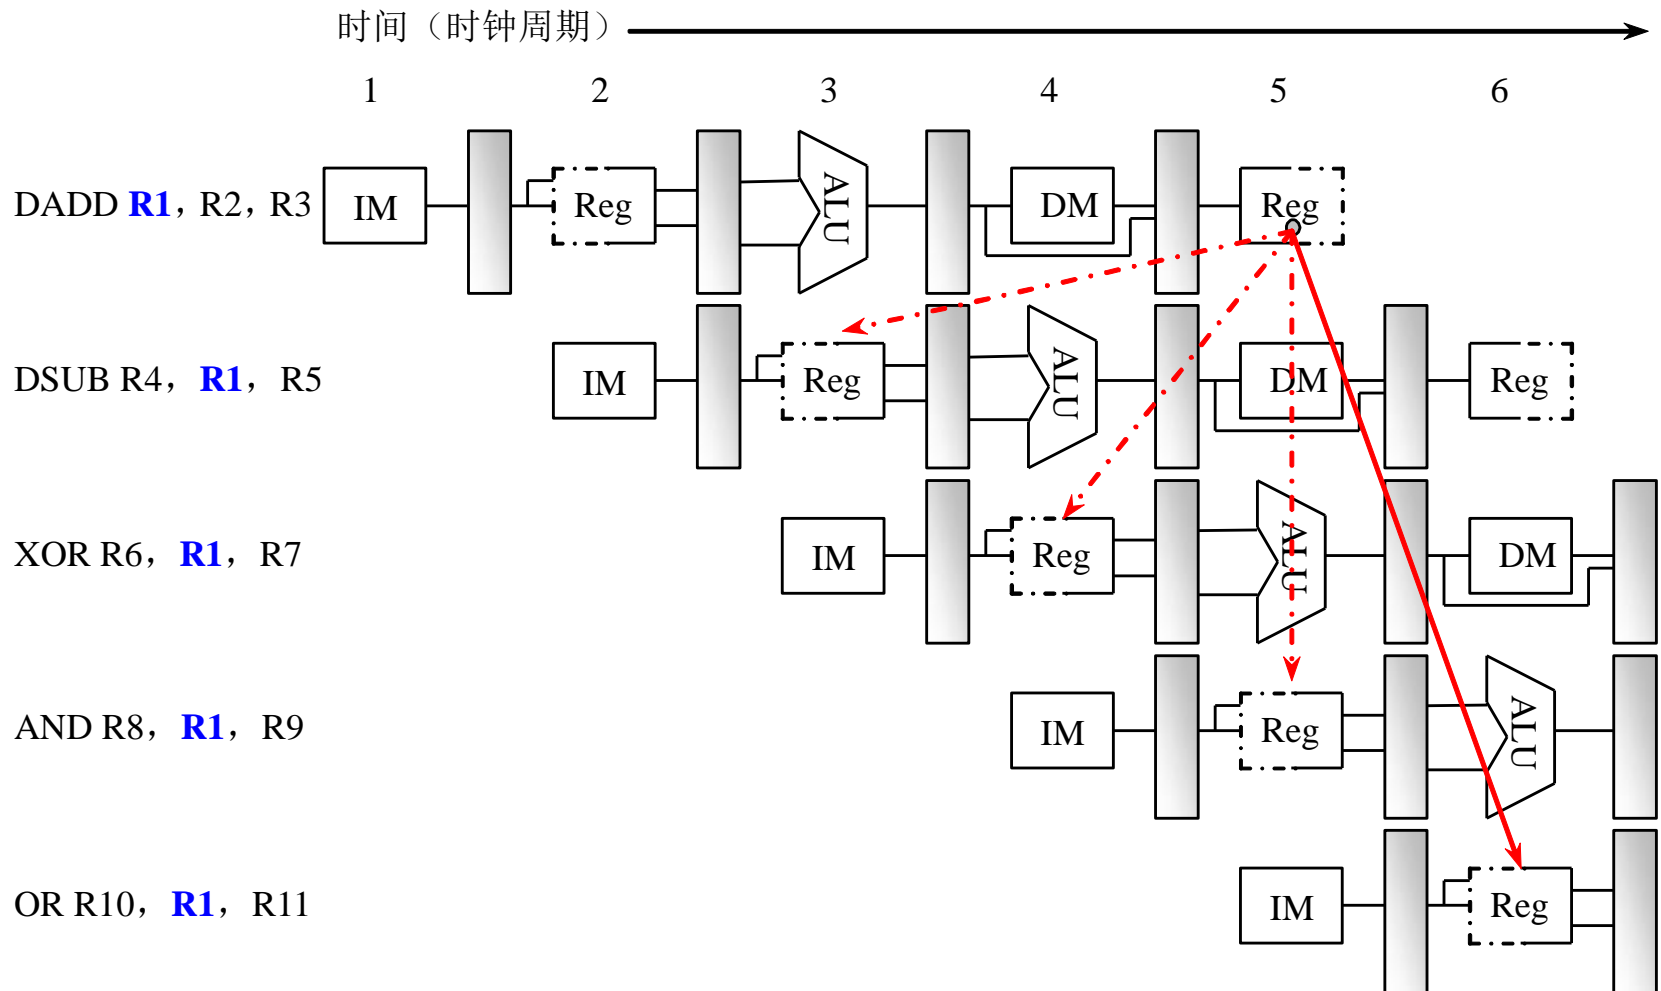 时间（时钟周期）
1 2 3 4 5 6
DADD R1，R2，R3 IM Reg ALU DM Reg
DSUB R4，R1，R5 IM Reg ALU DM Reg
XOR R6，R1，R7 IM Reg ALU DM
AND R8，R1，R9 IM Reg ALU
OR R10，R1，R11 IM Reg